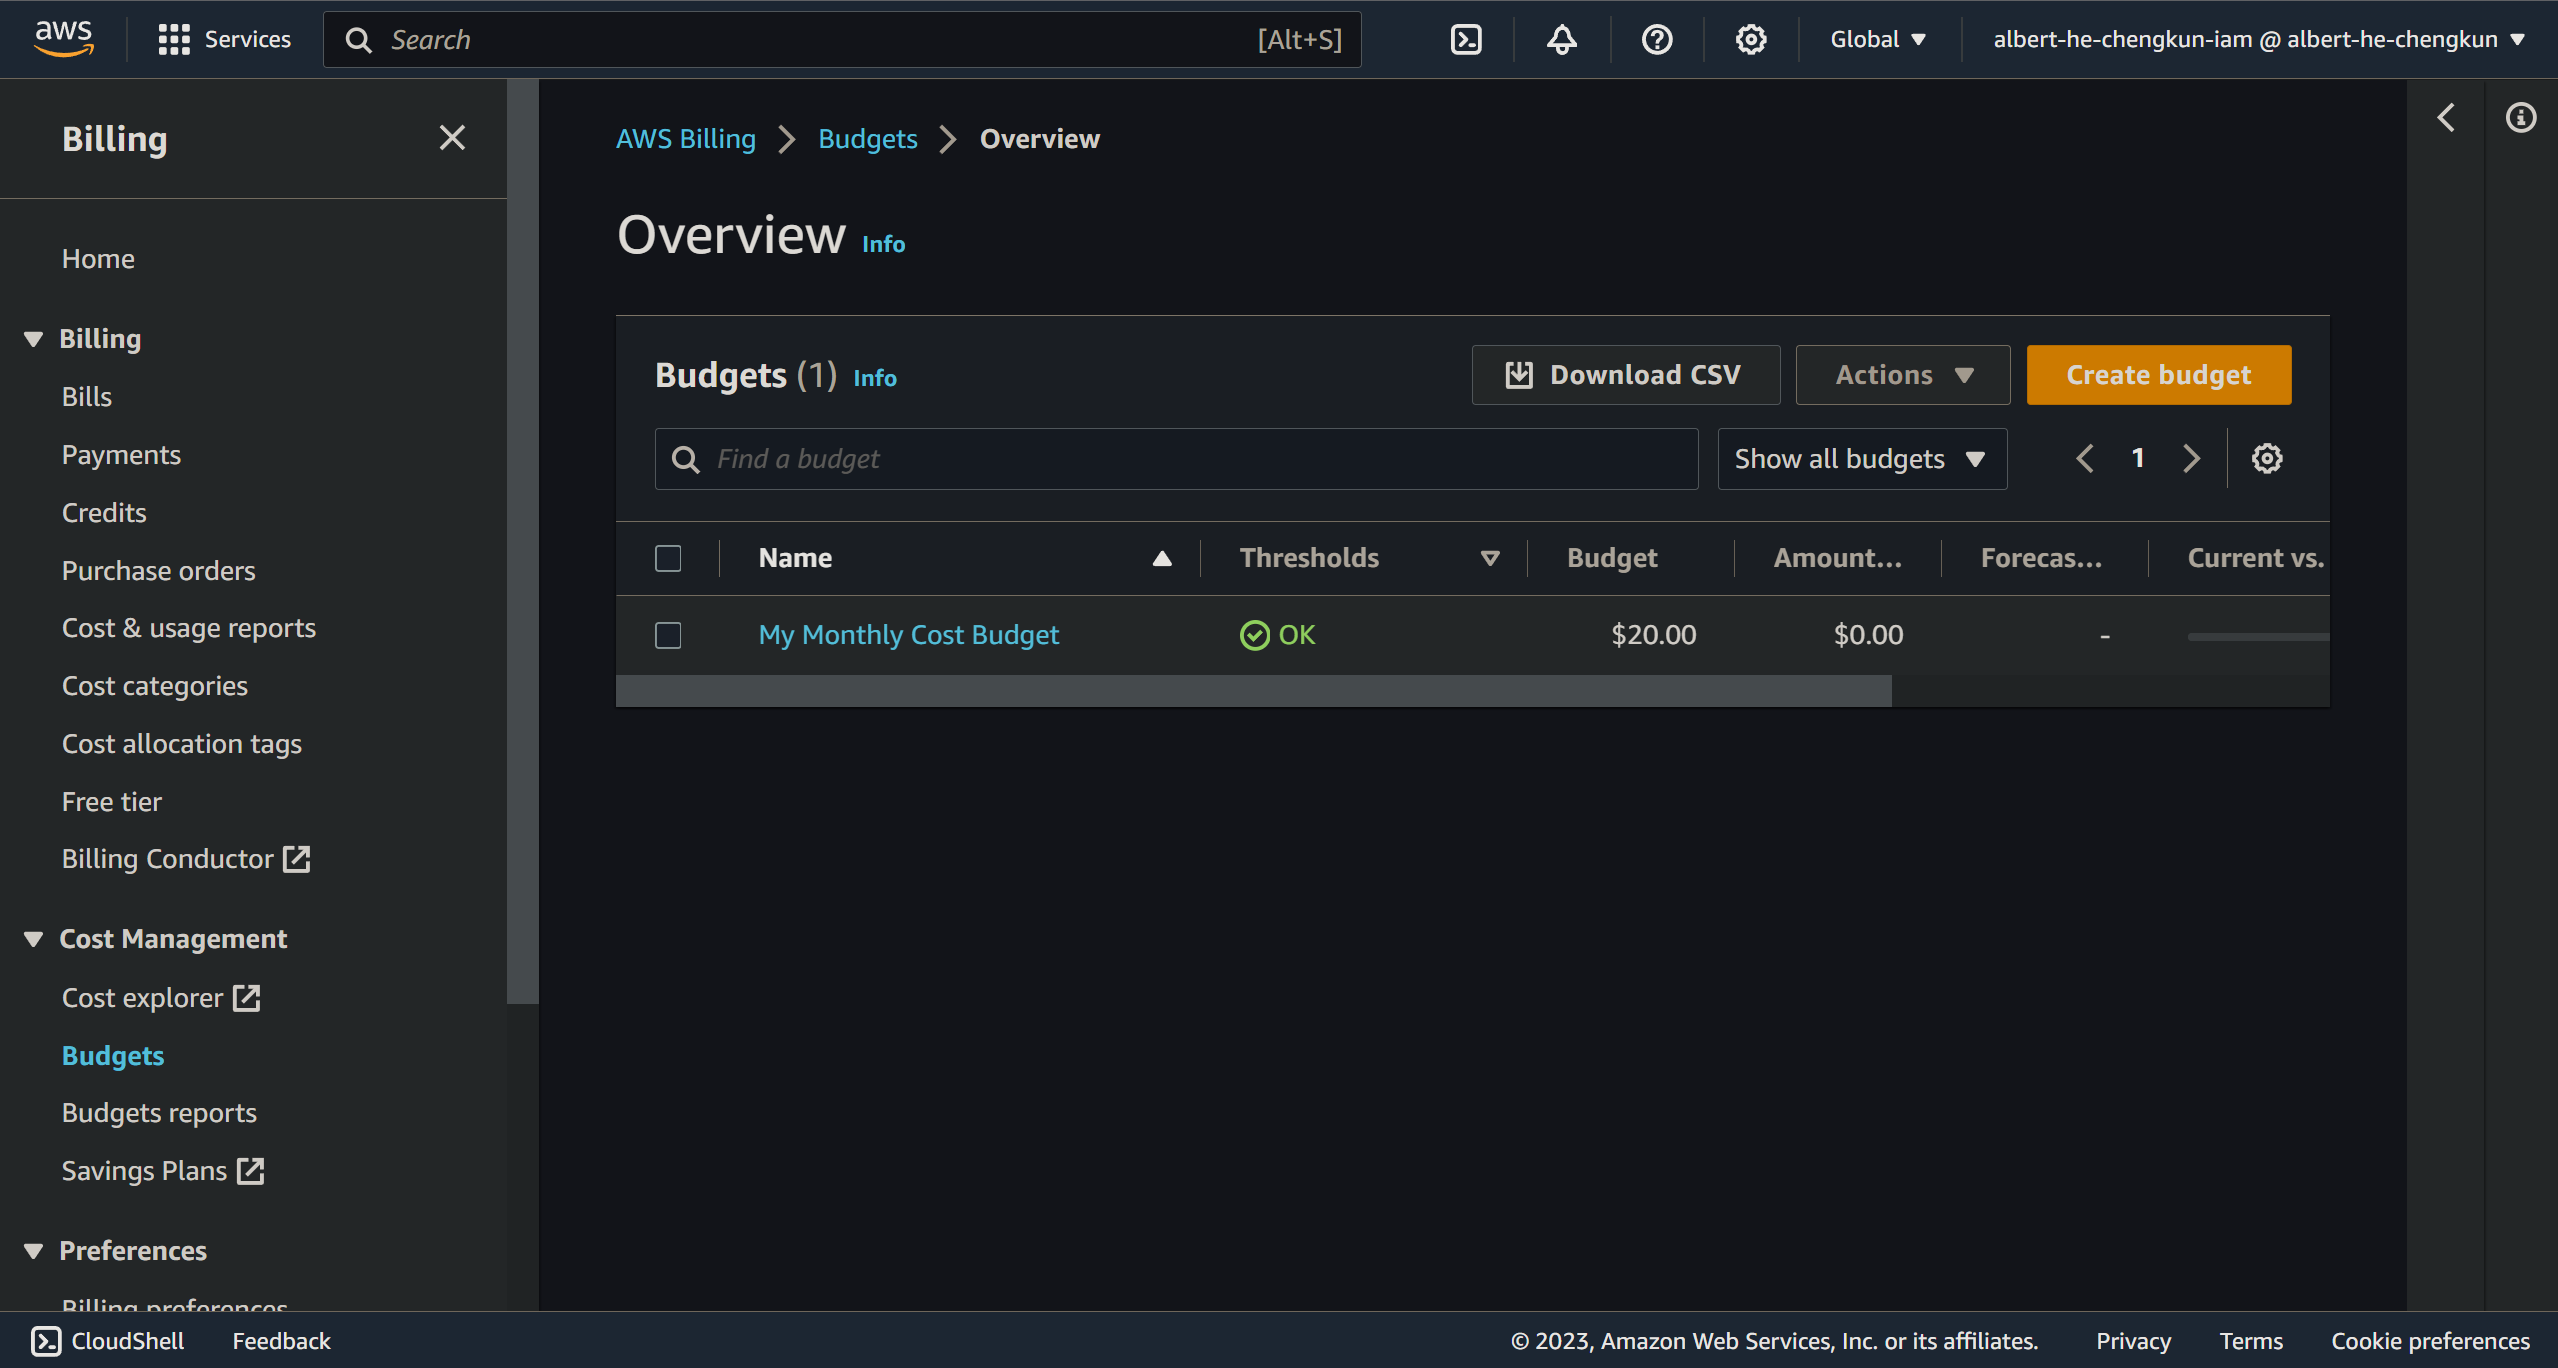 aws
Services
Search [Alt+S]
Global
albert-he-chengkun-iam @ albert-he-chengkun
Billing
Home
Billing
Bills
Payments
Credits
Purchase orders
Cost & usage reports
Cost categories
Cost allocation tags
Free tier
Billing Conductor
Cost Management
Cost explorer
Budgets
Budgets reports
Savings Plans
Preferences
Billing preferences
AWS Billing > Budgets > Overview
Overview Info
Budgets (1) Info
Download CSV
Actions
Create budget
Find a budget
Show all budgets
1
Name Thresholds Budget Amount... Forecas... Current vs.
My Monthly Cost Budget OK $20.00 $0.00 -
CloudShell Feedback
© 2023, Amazon Web Services, Inc. or its affiliates. Privacy Terms Cookie preferences